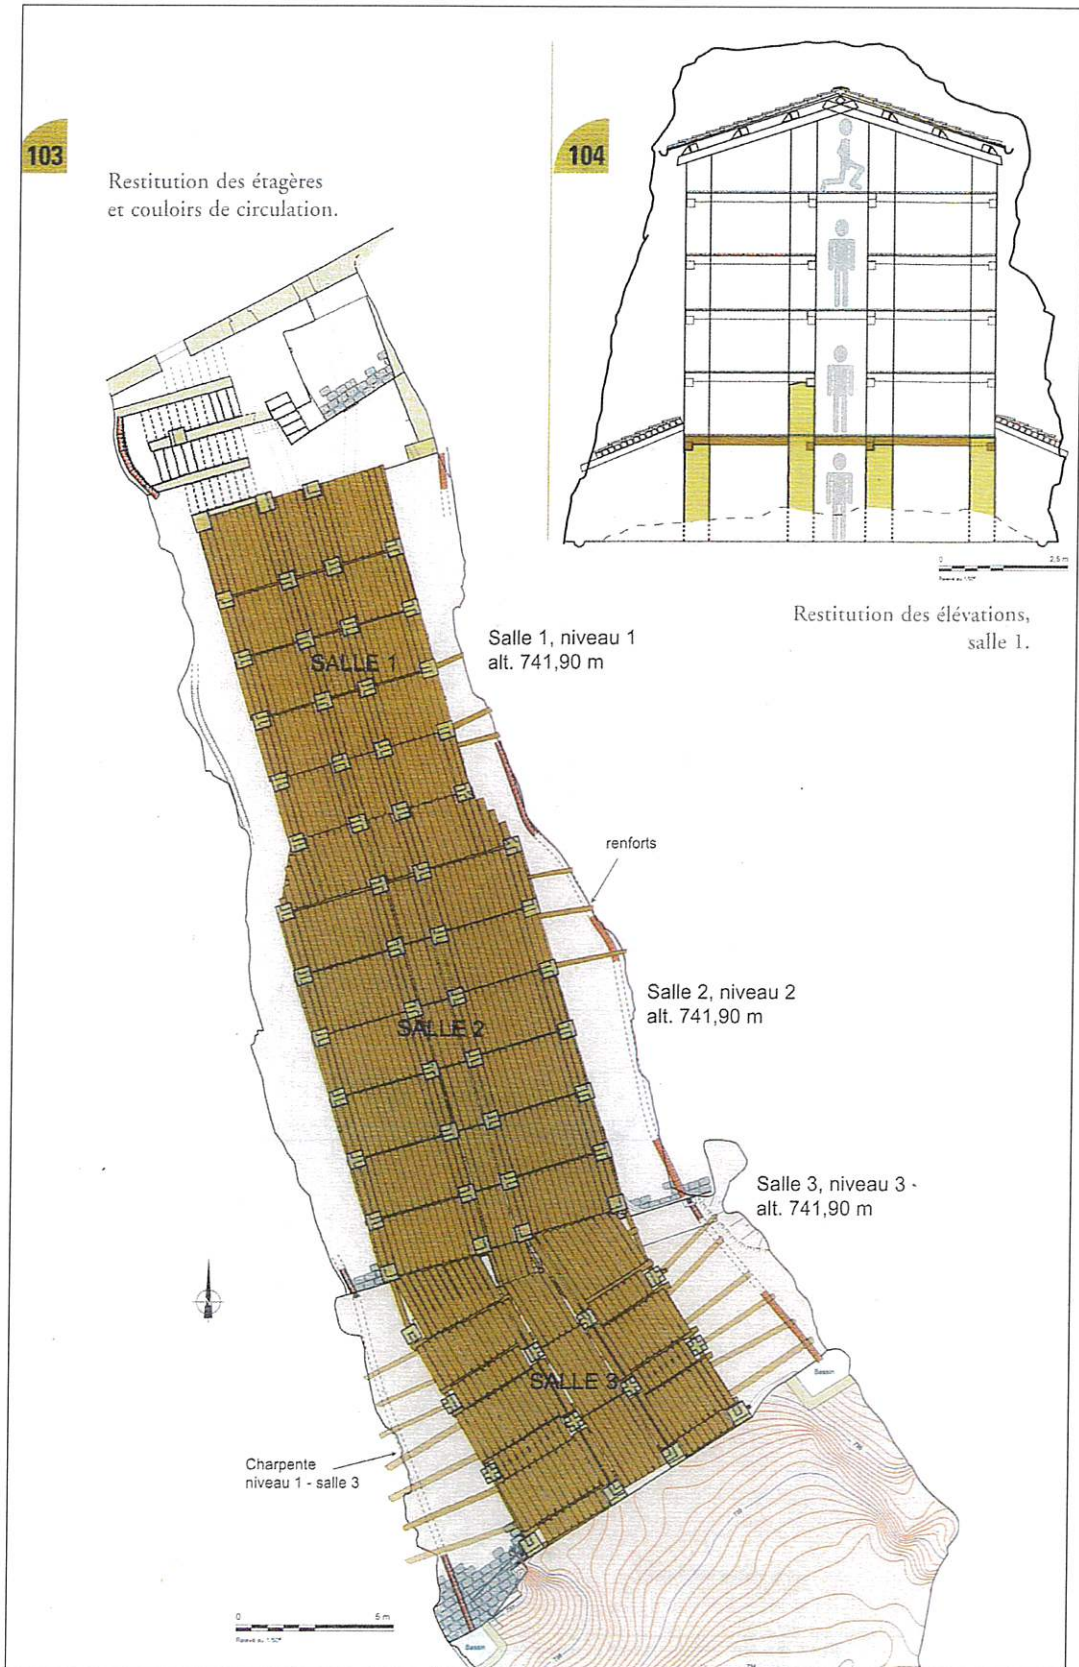 103
Restitution des étagères
et couloirs de circulation.
104
0 2,5 m
Restitution des élévations,
salle 1.
Salle 1, niveau 1
alt. 741,90 m
SALLE 1
renforts
Salle 2, niveau 2
alt. 741,90 m
SALLE 2
Salle 3, niveau 3 -
alt. 741,90 m
SALLE 3
Bassin
Charpente
niveau 1 - salle 3
0 5 m
Bassin